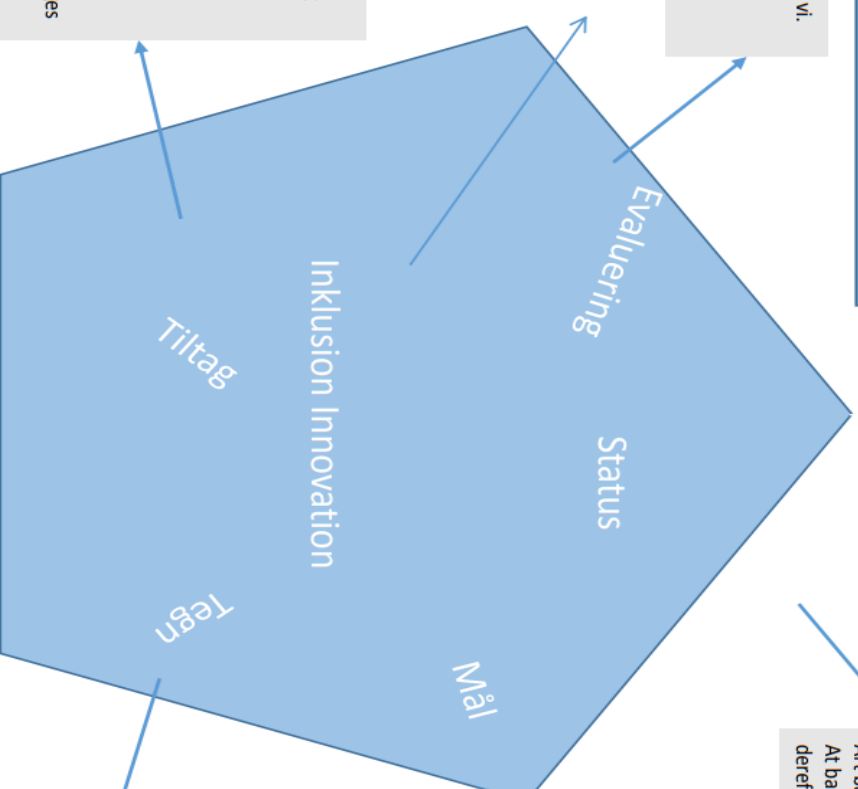 Status
Evaluering
Mål
Inklusion Innovation
Tiltag
Tegn
vi.
es
At ba
deref